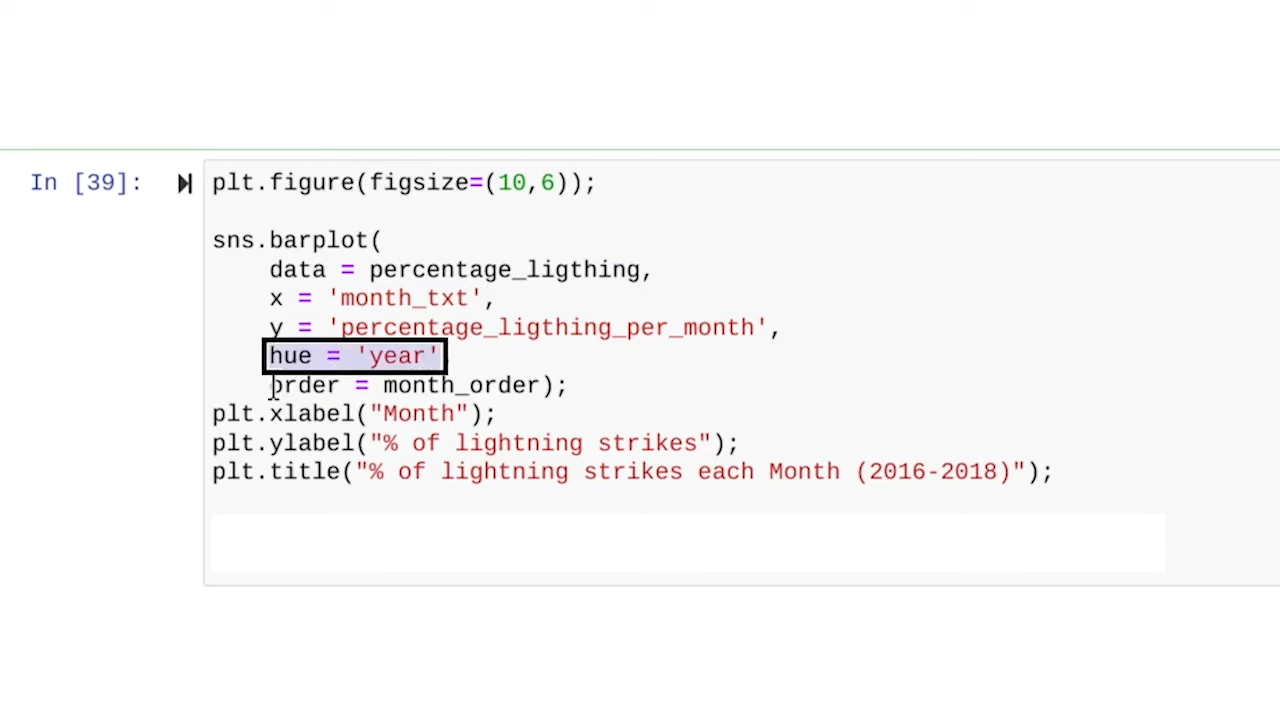 In [39]:
plt.figure(figsize=(10,6));
sns.barplot(
data = percentage_ligthing,
x = 'month_txt',
y = 'percentage_ligthing_per_month',
hue = 'year',
order = month_order);
plt.xlabel("Month");
plt.ylabel("% of lightning strikes");
plt.title("% of lightning strikes each Month (2016-2018)");